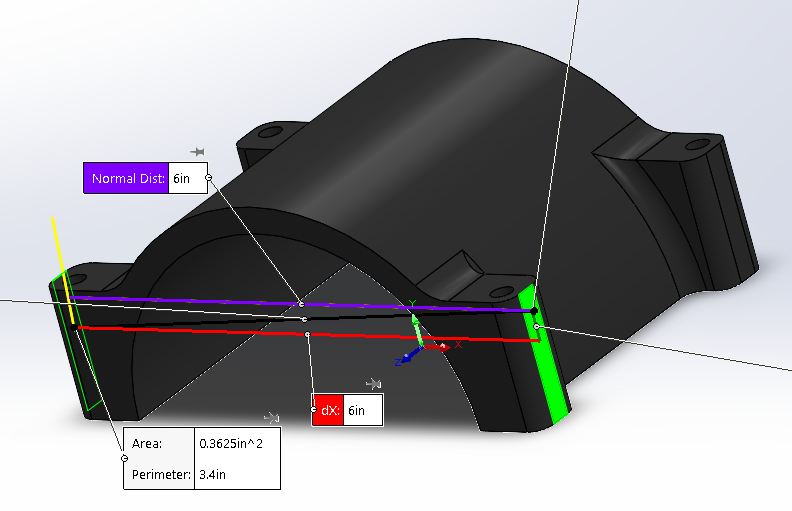 Normal Dist: 6in
Y
X
Z
dX: 6in
Area: 0.3625in^2
Perimeter: 3.4in